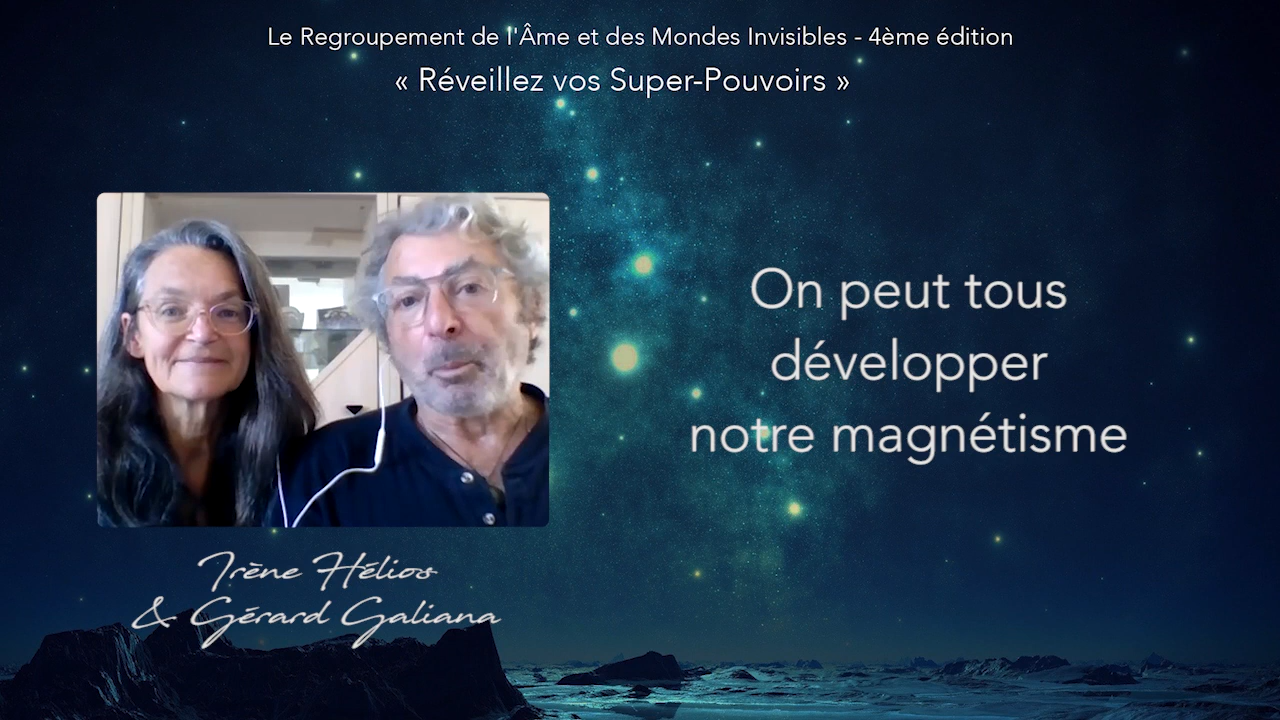 Le Regroupement de l'Âme et des Mondes Invisibles - 4ème édition
« Réveillez vos Super-Pouvoirs »
On peut tous
développer
notre magnétisme
Irène Hélios
& Gérard Galiana